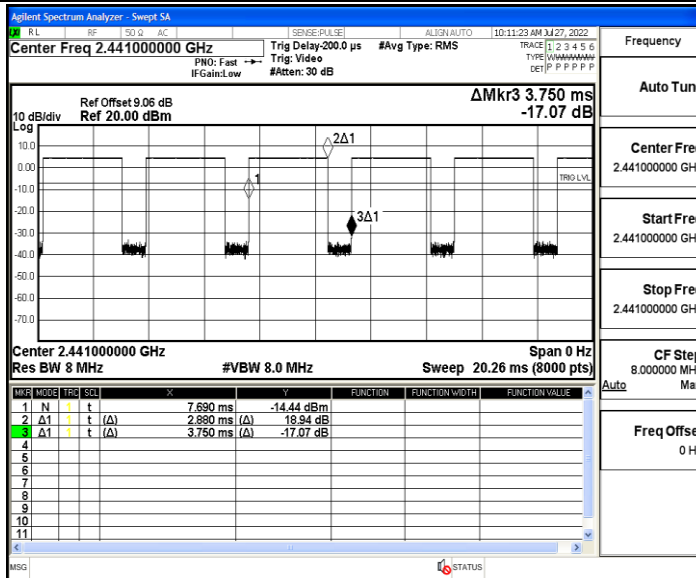 Agilent Spectrum Analyzer - Swept SA
RL RF 50 Ω AC SENSE:PULSE ALIGN AUTO 10:11:23 AM Jul 27, 2022
Center Freq 2.441000000 GHz
PNO: Fast
IFGain:Low
Trig Delay-200.0 µs
Trig: Video
#Atten: 30 dB
#Avg Type: RMS
TRACE 1 2 3 4 5 6
TYPE
DET P P P P P P
Frequency
Auto Tun
Center Fre
2.441000000 GH
Start Fre
2.441000000 GH
Stop Fre
2.441000000 GH
CF Step
8.000000 MH
Auto Ma
Freq Offse
0 H
ΔMkr3 3.750 ms
-17.07 dB
Ref Offset 9.06 dB
10 dB/div Ref 20.00 dBm
Log
10.0
0.00
-10.0
-20.0
-30.0
-40.0
-50.0
-60.0
-70.0
2Δ1
1
3Δ1
TRIG LVL
Center 2.441000000 GHz Span 0 Hz
Res BW 8 MHz #VBW 8.0 MHz Sweep 20.26 ms (8000 pts)
MKR MODE TRC SCL X Y FUNCTION FUNCTION WIDTH FUNCTION VALUE
1 N 1 t 7.690 ms -14.44 dBm
2 Δ1 1 t (Δ) 2.880 ms (Δ) 18.94 dB
3 Δ1 1 t (Δ) 3.750 ms (Δ) -17.07 dB
4
5
6
7
8
9
10
11
MSG STATUS